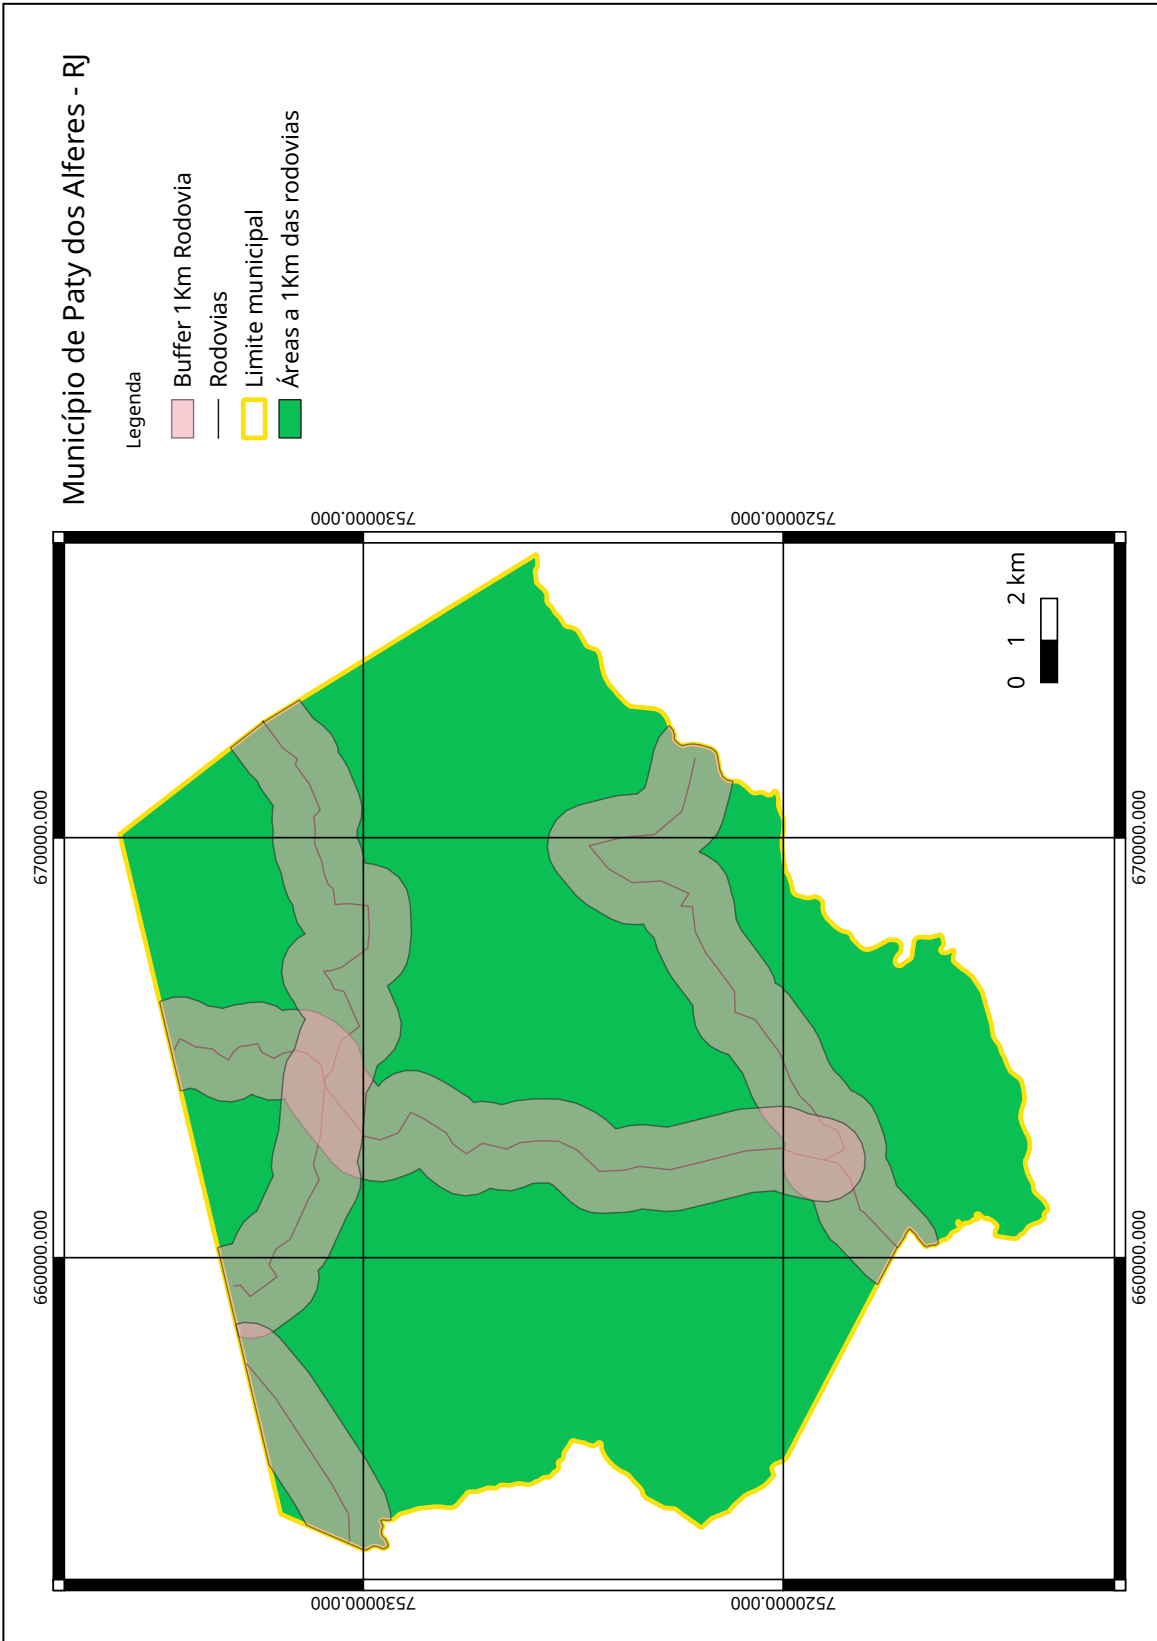 Município de Paty dos Alferes - RJ
Legenda
Buffer 1Km Rodovia
Rodovias
Limite municipal
Áreas a 1Km das rodovias
660000.000
670000.000
7530000.000
7530000.000
7520000.000
7520000.000
0 1 2 km
660000.000
670000.000